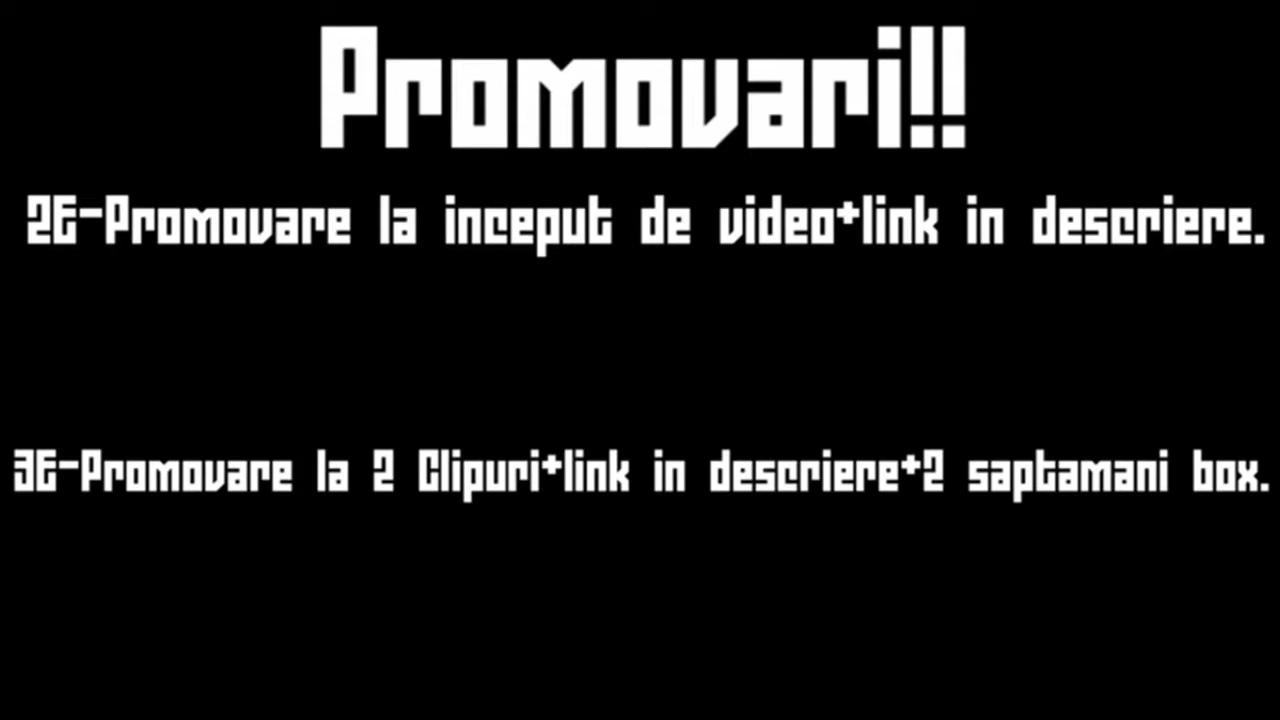 Promovari!!
2E-Promovare la inceput de video+link in descriere.
3E-Promovare la 2 Clipuri+link in descriere+2 saptamani box.